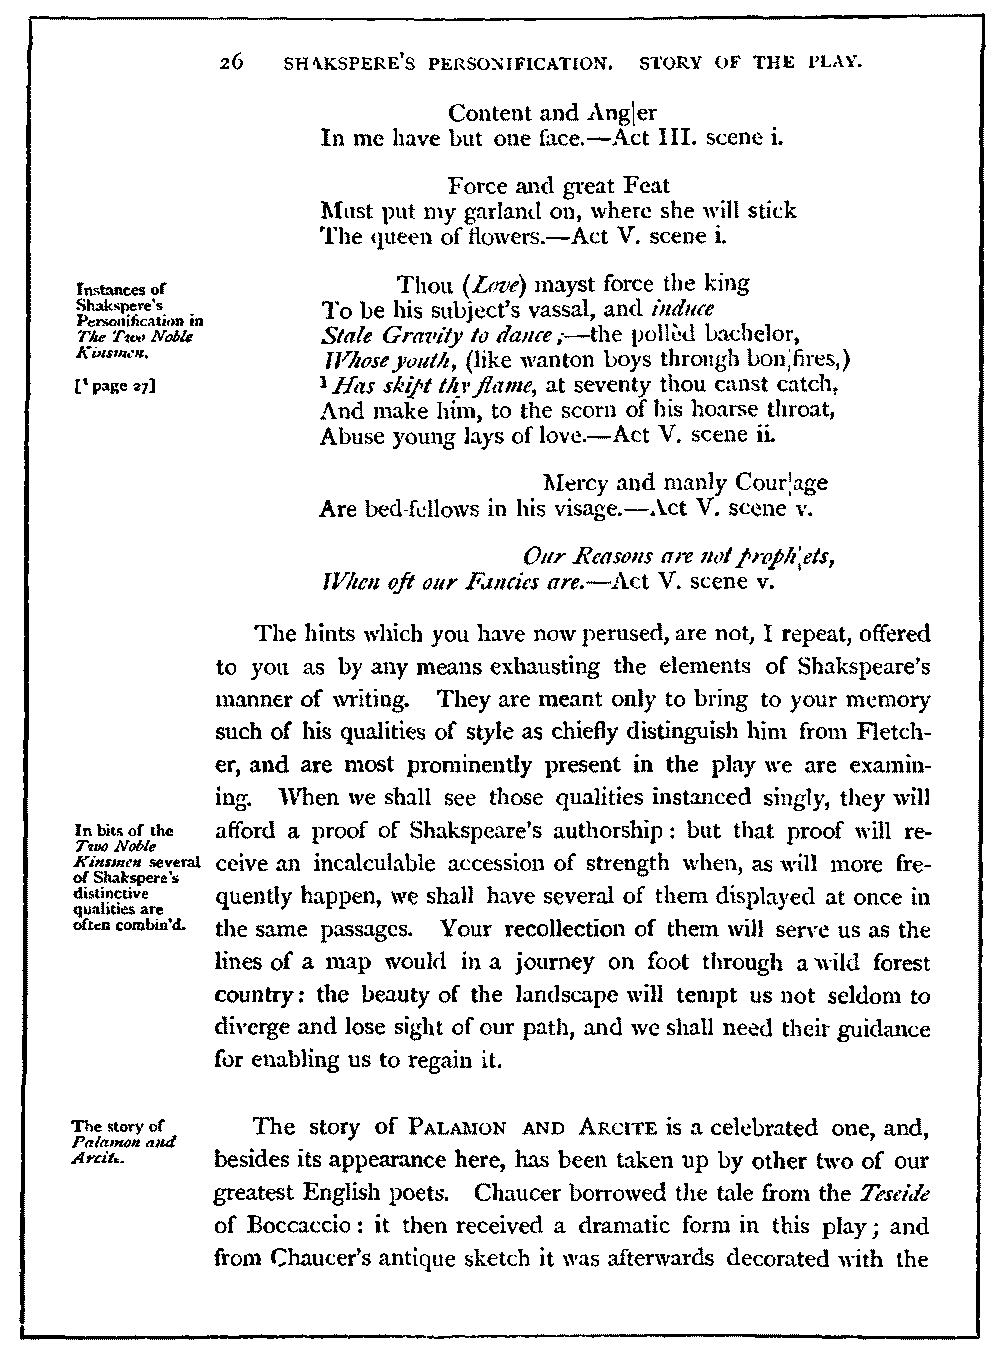 26 SHAKSPERE'S PERSONIFICATION. STORY OF THE PLAY.
Content and Ang|er
In me have but one face.—Act III. scene i.
Force and great Feat
Must put my garland on, where she will stick
The queen of flowers.—Act V. scene i.
Instances of
Shakspere's
Personification in
The Two Noble
Kinsmen.
[¹ page 27]
Thou (Love) mayst force the king
To be his subject's vassal, and induce
Stale Gravity to dance;—the pollèd bachelor,
Whose youth, (like wanton boys through bon|fires,)
¹ Has skipt thy flame, at seventy thou canst catch,
And make him, to the scorn of his hoarse throat,
Abuse young lays of love.—Act V. scene ii.
Mercy and manly Cour|age
Are bed-fellows in his visage.—Act V. scene v.
Our Reasons are not proph|ets,
When oft our Fancies are.—Act V. scene v.
The hints which you have now perused, are not, I repeat, offered
to you as by any means exhausting the elements of Shakspeare's
manner of writing. They are meant only to bring to your memory
such of his qualities of style as chiefly distinguish him from Fletch-
er, and are most prominently present in the play we are examin-
ing. When we shall see those qualities instanced singly, they will
In bits of the
Two Noble
Kinsmen several
of Shakspere's
distinctive
qualities are
often combin'd.
afford a proof of Shakspeare's authorship: but that proof will re-
ceive an incalculable accession of strength when, as will more fre-
quently happen, we shall have several of them displayed at once in
the same passages. Your recollection of them will serve us as the
lines of a map would in a journey on foot through a wild forest
country: the beauty of the landscape will tempt us not seldom to
diverge and lose sight of our path, and we shall need their guidance
for enabling us to regain it.
The story of
Palamon and
Arcite.
The story of PALAMON AND ARCITE is a celebrated one, and,
besides its appearance here, has been taken up by other two of our
greatest English poets. Chaucer borrowed the tale from the Teseide
of Boccaccio: it then received a dramatic form in this play; and
from Chaucer's antique sketch it was afterwards decorated with the